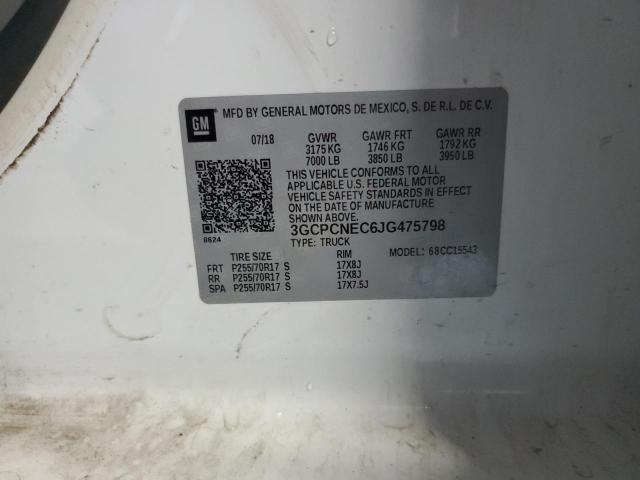 GM
MFD BY GENERAL MOTORS DE MEXICO, S. DE R.L. DE C.V.
07/18 GVWR GAWR FRT GAWR RR
3175 KG 1746 KG 1792 KG
7000 LB 3850 LB 3950 LB
THIS VEHICLE CONFORMS TO ALL
APPLICABLE U.S. FEDERAL MOTOR
VEHICLE SAFETY STANDARDS IN EFFECT
ON THE DATE OF MANUFACTURE
SHOWN ABOVE.
8624
3GCPCNEC6JG475798
TYPE: TRUCK MODEL: 68CC15543
TIRE SIZE RIM
FRT P255/70R17 S 17X8J
RR P255/70R17 S 17X8J
SPA P255/70R17 S 17X7.5J